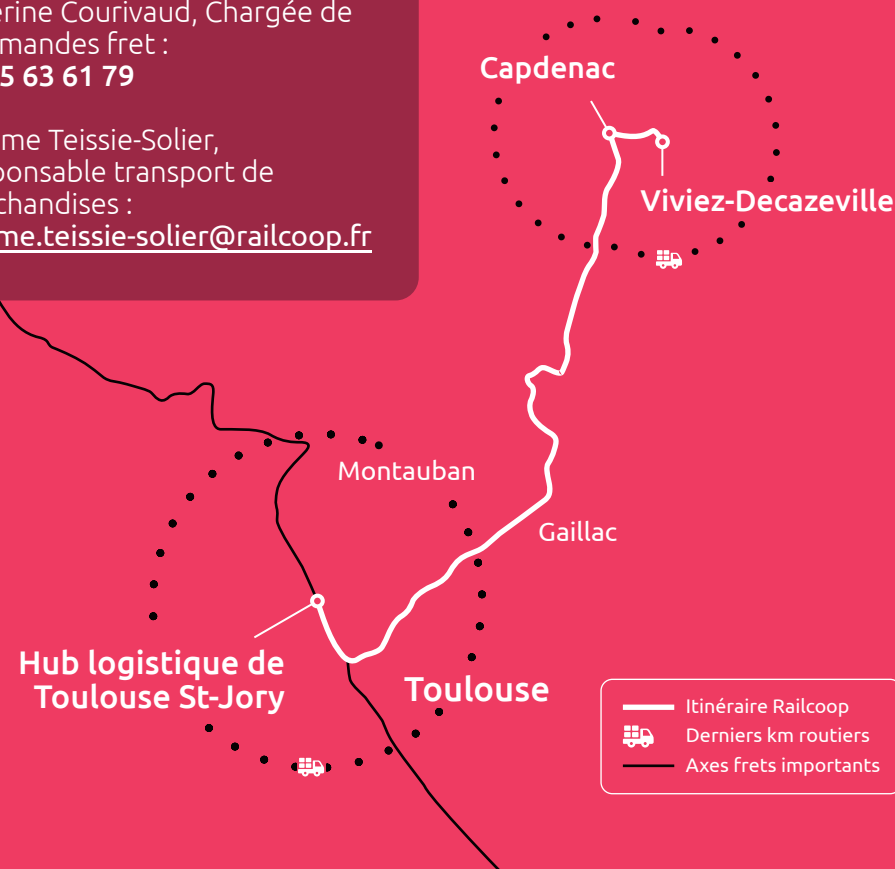 erine Courivaud, Chargée de
mandes fret :
5 63 61 79
me Teissie-Solier,
ponsable transport de
chandises :
me.teissie-solier@railcoop.fr
Capdenac
Viviez-Decazeville
Montauban
Gaillac
Hub logistique de
Toulouse St-Jory
Toulouse
Itinéraire Railcoop
Derniers km routiers
Axes frets importants